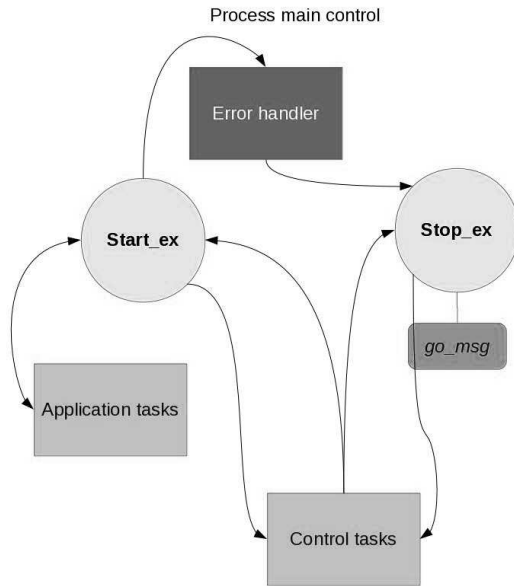 Process main control
Error handler
Start_ex
Stop_ex
go_msg
Application tasks
Control tasks